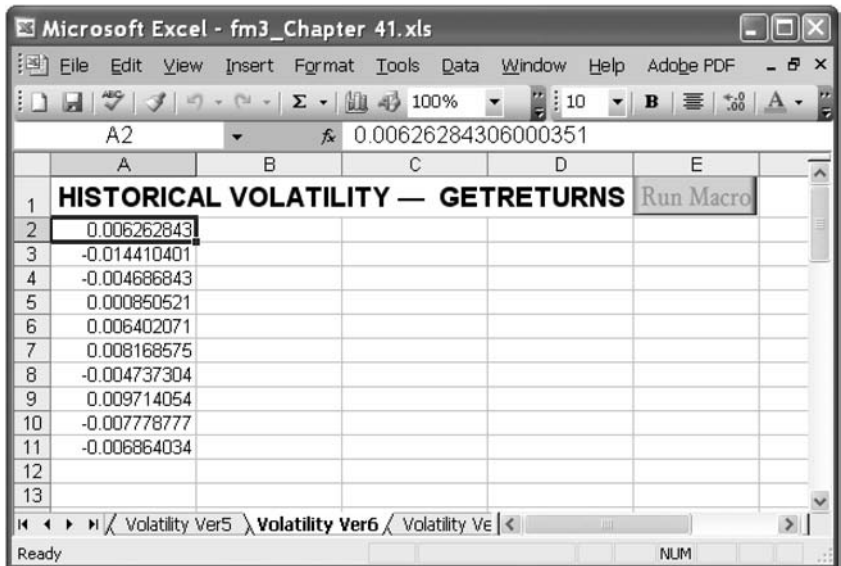 Microsoft Excel - fm3_Chapter 41.xls
File Edit View Insert Format Tools Data Window Help Adobe PDF
ABC Σ 100% 10 B A
A2 fx 0.00626284306000351
A B C D E
1 HISTORICAL VOLATILITY — GETRETURNS Run Macro
2 0.006262843
3 -0.014410401
4 -0.004686843
5 0.000850521
6 0.006402071
7 0.008168575
8 -0.004737304
9 0.009714054
10 -0.007778777
11 -0.006864034
12
13
Volatility Ver5 Volatility Ver6 Volatility Ve
Ready NUM